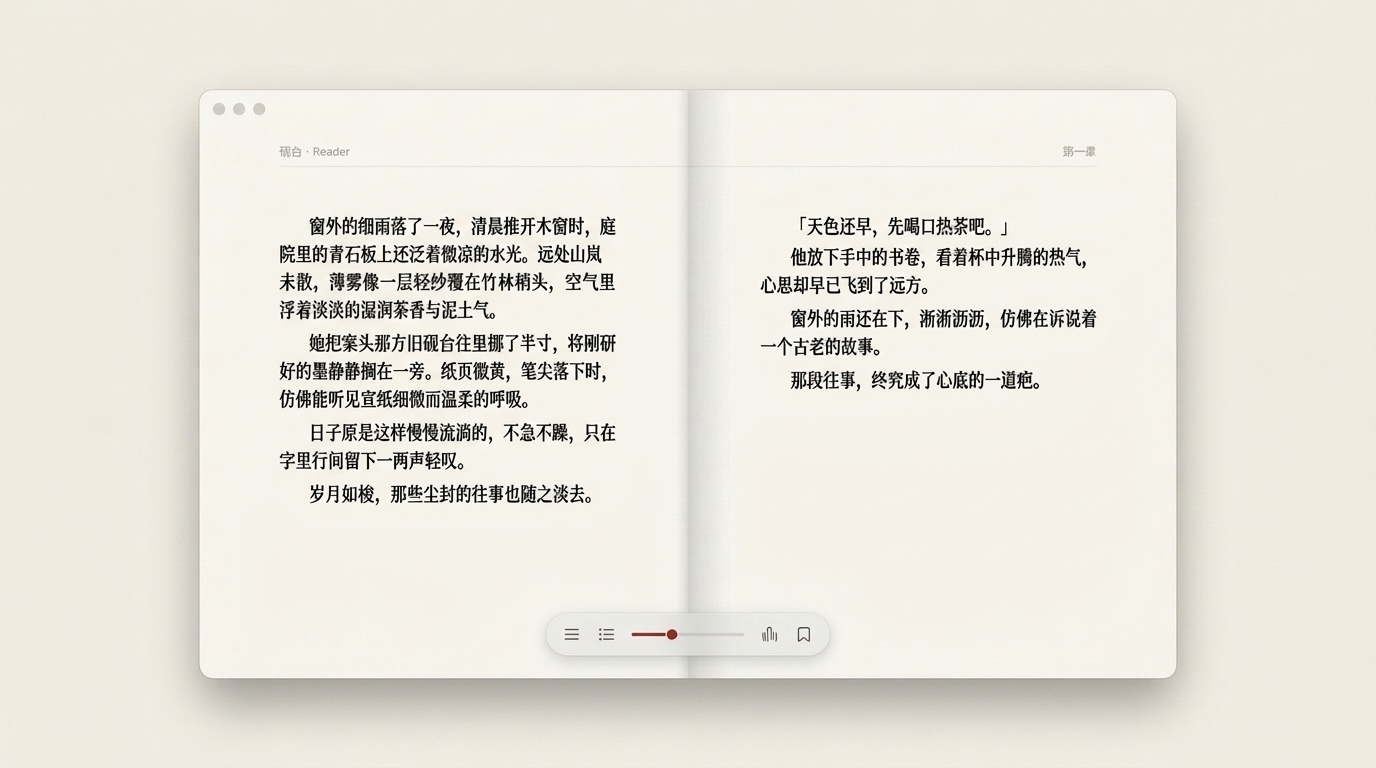 砚台 · Reader
第一章
窗外的细雨落了一夜，清晨推开木窗时，庭
院里的青石板上还泛着微凉的水光。远处山岚
未散，薄雾像一层轻纱覆在竹林梢头，空气里
浮着淡淡的湿润茶香与泥土气。
她把案头那方旧砚台往里挪了半寸，将刚研
好的墨静静搁在一旁。纸页微黄，笔尖落下时，
仿佛能听见宣纸细微而温柔的呼吸。
日子原是这样慢慢流淌的，不急不躁，只在
字里行间留下一两声轻叹。
岁月如梭，那些尘封的往事也随之淡去。
「天色还早，先喝口热茶吧。」
他放下手中的书卷，看着杯中升腾的热气，
心思却早已飞到了远方。
窗外的雨还在下，淅淅沥沥，仿佛在诉说着
一个古老的故事。
那段往事，终究成了心底的一道疤。